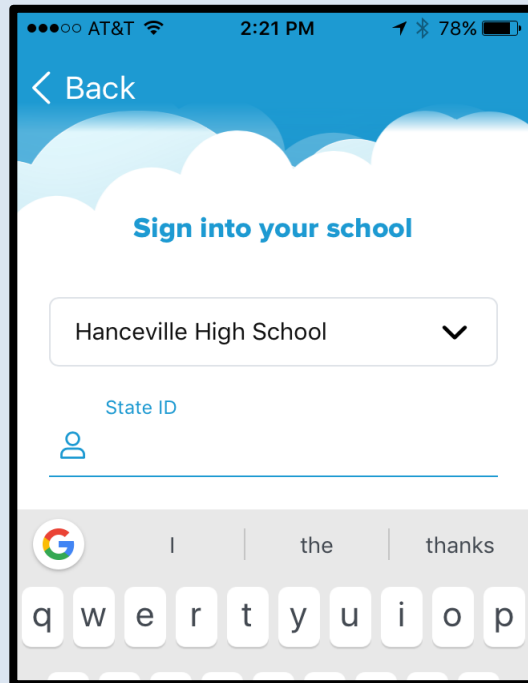 AT&T 2:21 PM 78%
Back
Sign into your school
Hanceville High School
State ID
G I the thanks
q w e r t y u i o p